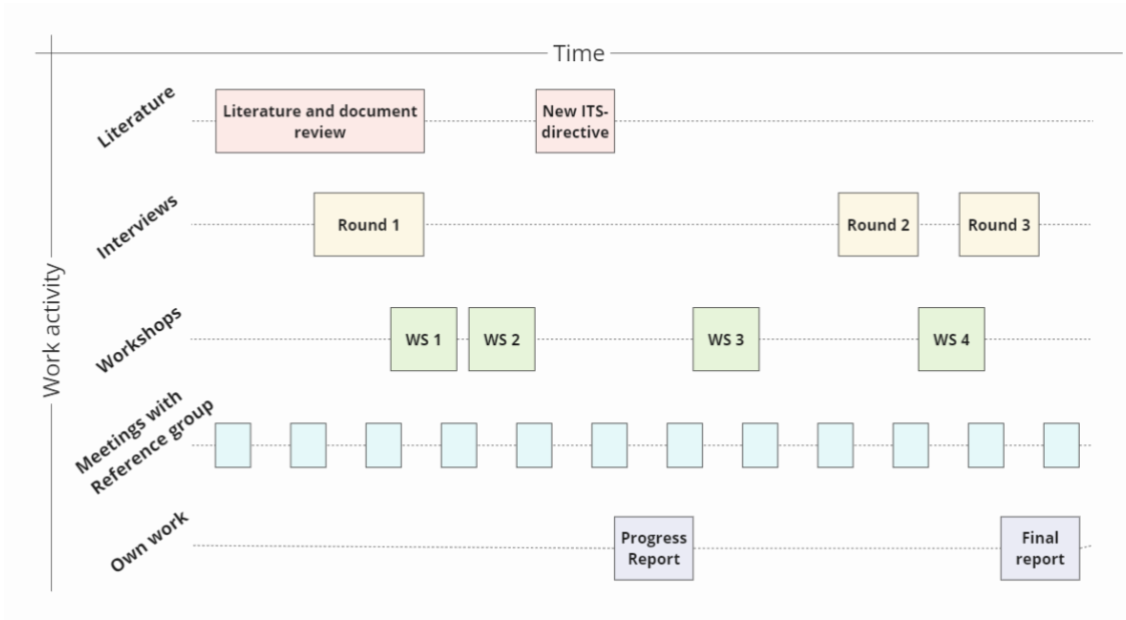 Time
Work activity
Literature
Literature and document
review
New ITS-
directive
Interviews
Round 1
Round 2
Round 3
Workshops
WS 1
WS 2
WS 3
WS 4
Meetings with
Reference group
Own work
Progress
Report
Final
report